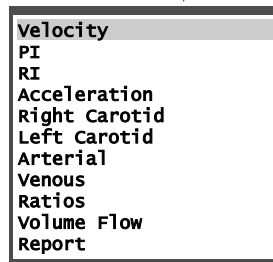 Velocity
PI
RI
Acceleration
Right Carotid
Left Carotid
Arterial
Venous
Ratios
Volume Flow
Report